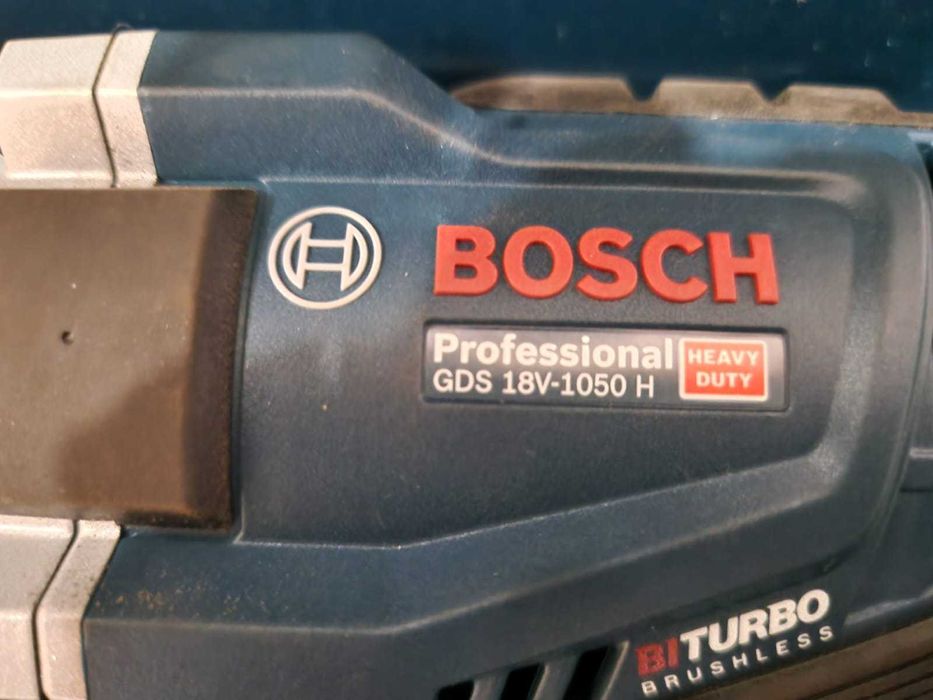 BOSCH
Professional
GDS 18V-1050 H
HEAVY
DUTY
BITURBO
BRUSHLESS